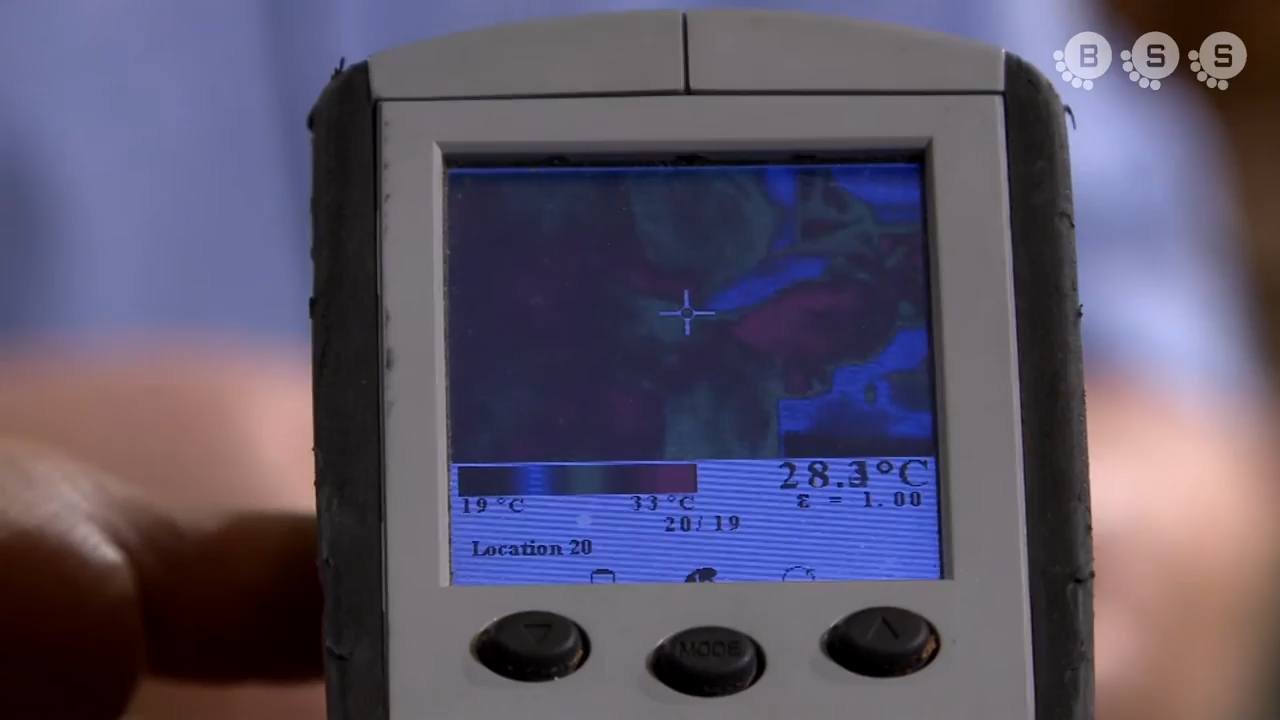 B S S
28.3°C
19 °C 33 °C ε = 1.00
20/ 19
Location 20
MODE